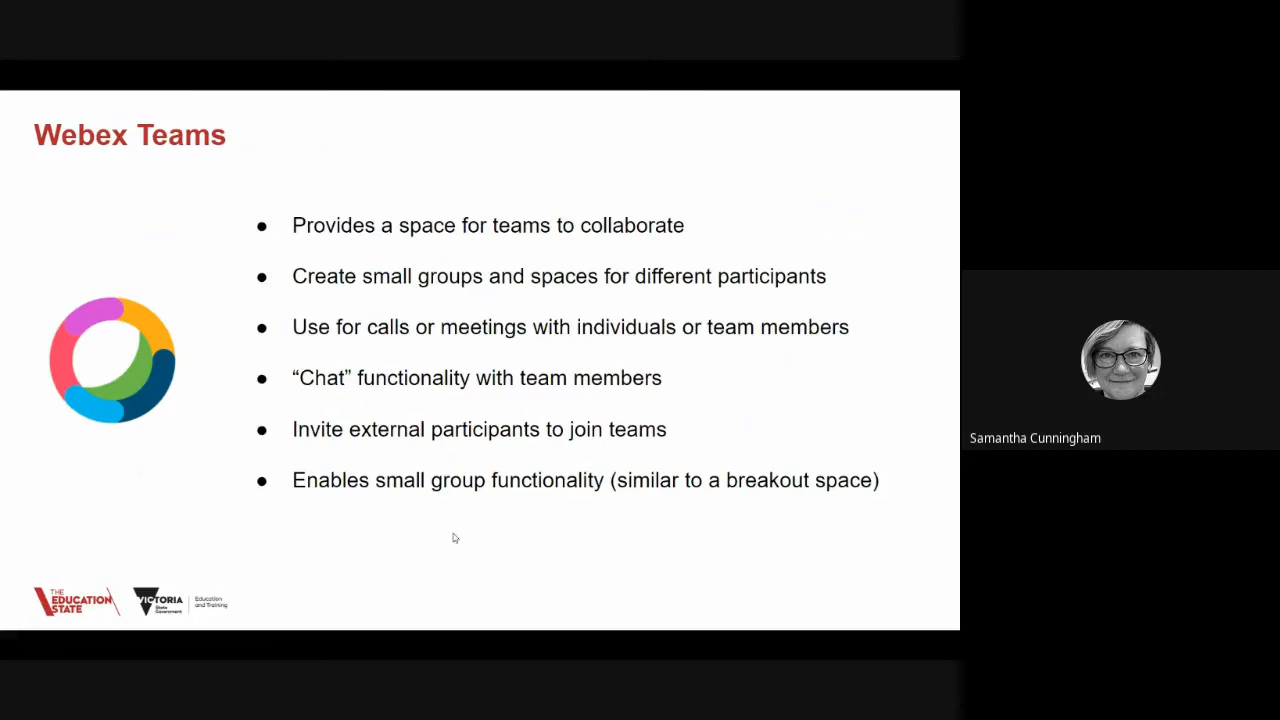 Webex Teams
● Provides a space for teams to collaborate
● Create small groups and spaces for different participants
● Use for calls or meetings with individuals or team members
● “Chat” functionality with team members
● Invite external participants to join teams
● Enables small group functionality (similar to a breakout space)
THE
EDUCATION
STATE
VICTORIA
State
Government
Education
and Training
Samantha Cunningham